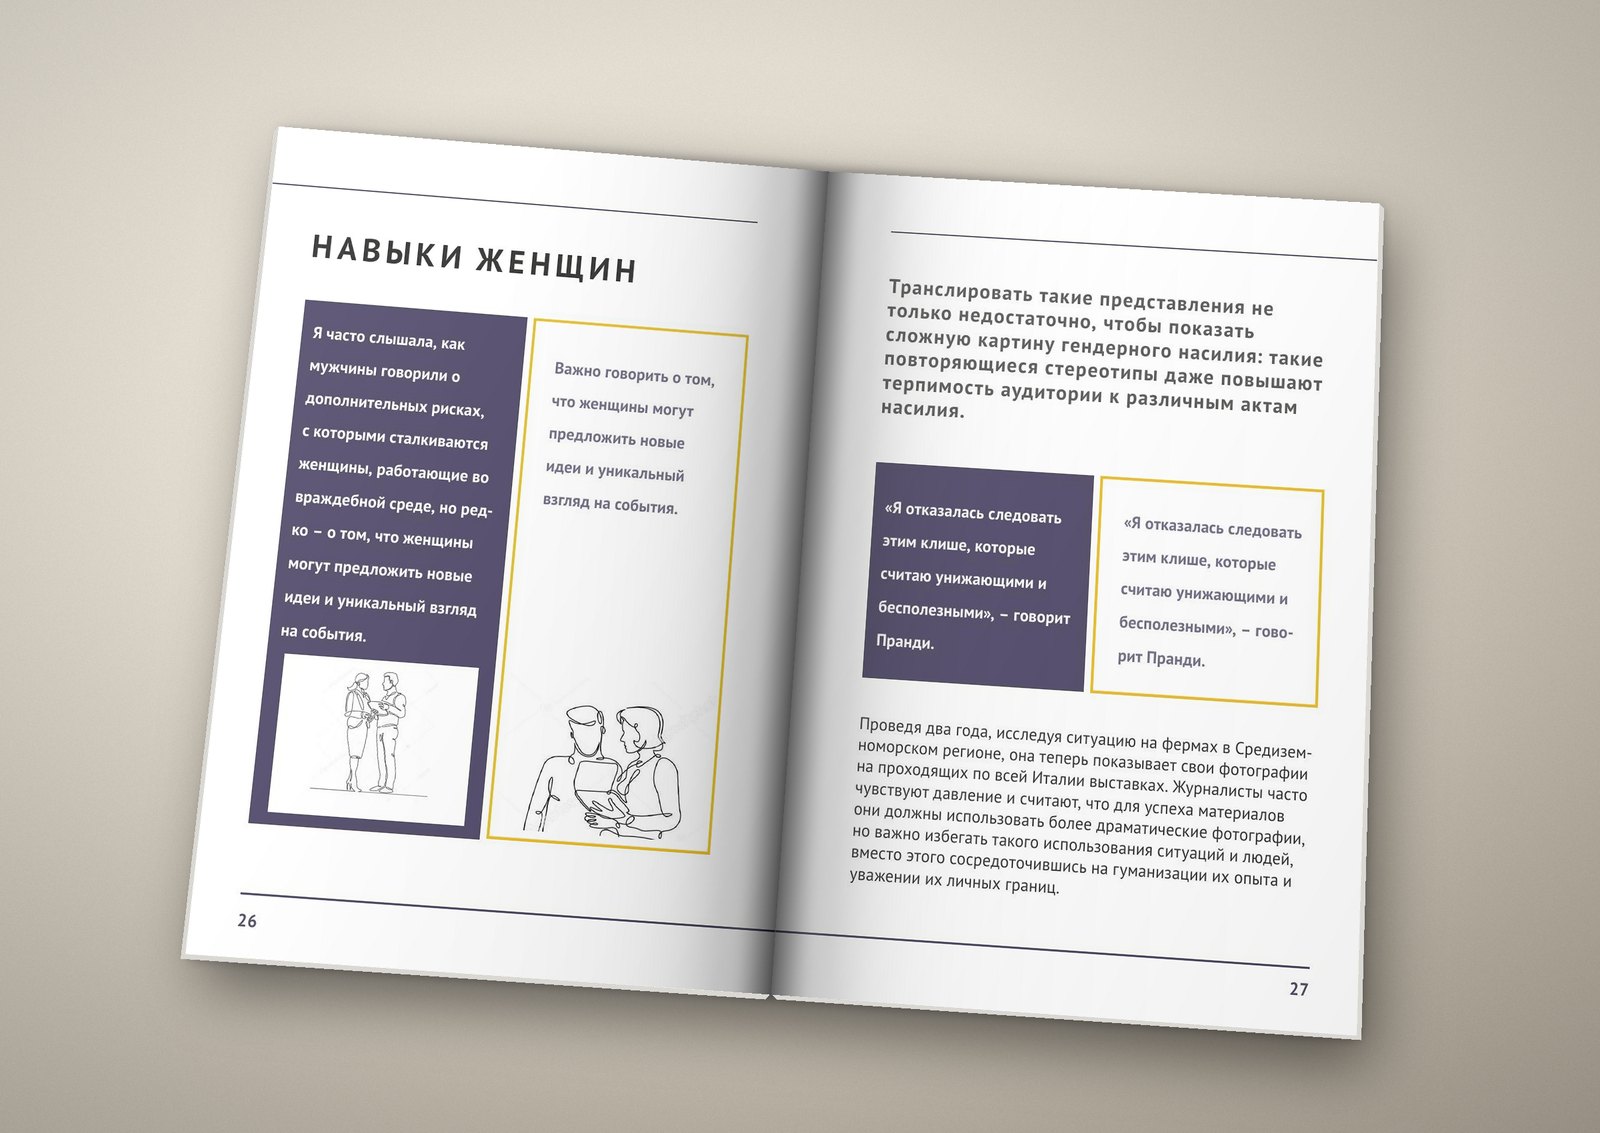 НАВЫКИ ЖЕНЩИН
Я часто слышала, как
мужчины говорили о
дополнительных рисках,
с которыми сталкиваются
женщины, работающие во
враждебной среде, но ред-
ко – о том, что женщины
могут предложить новые
идеи и уникальный взгляд
на события.
Важно говорить о том,
что женщины могут
предложить новые
идеи и уникальный
взгляд на события.
26
Транслировать такие представления не
только недостаточно, чтобы показать
сложную картину гендерного насилия: такие
повторяющиеся стереотипы даже повышают
терпимость аудитории к различным актам
насилия.
«Я отказалась следовать
этим клише, которые
считаю унижающими и
бесполезными», – говорит
Пранди.
«Я отказалась следовать
этим клише, которые
считаю унижающими и
бесполезными», – гово-
рит Пранди.
Проведя два года, исследуя ситуацию на фермах в Средизем-
номорском регионе, она теперь показывает свои фотографии
на проходящих по всей Италии выставках. Журналисты часто
чувствуют давление и считают, что для успеха материалов
они должны использовать более драматические фотографии,
но важно избегать такого использования ситуаций и людей,
вместо этого сосредоточившись на гуманизации их опыта и
уважении их личных границ.
27